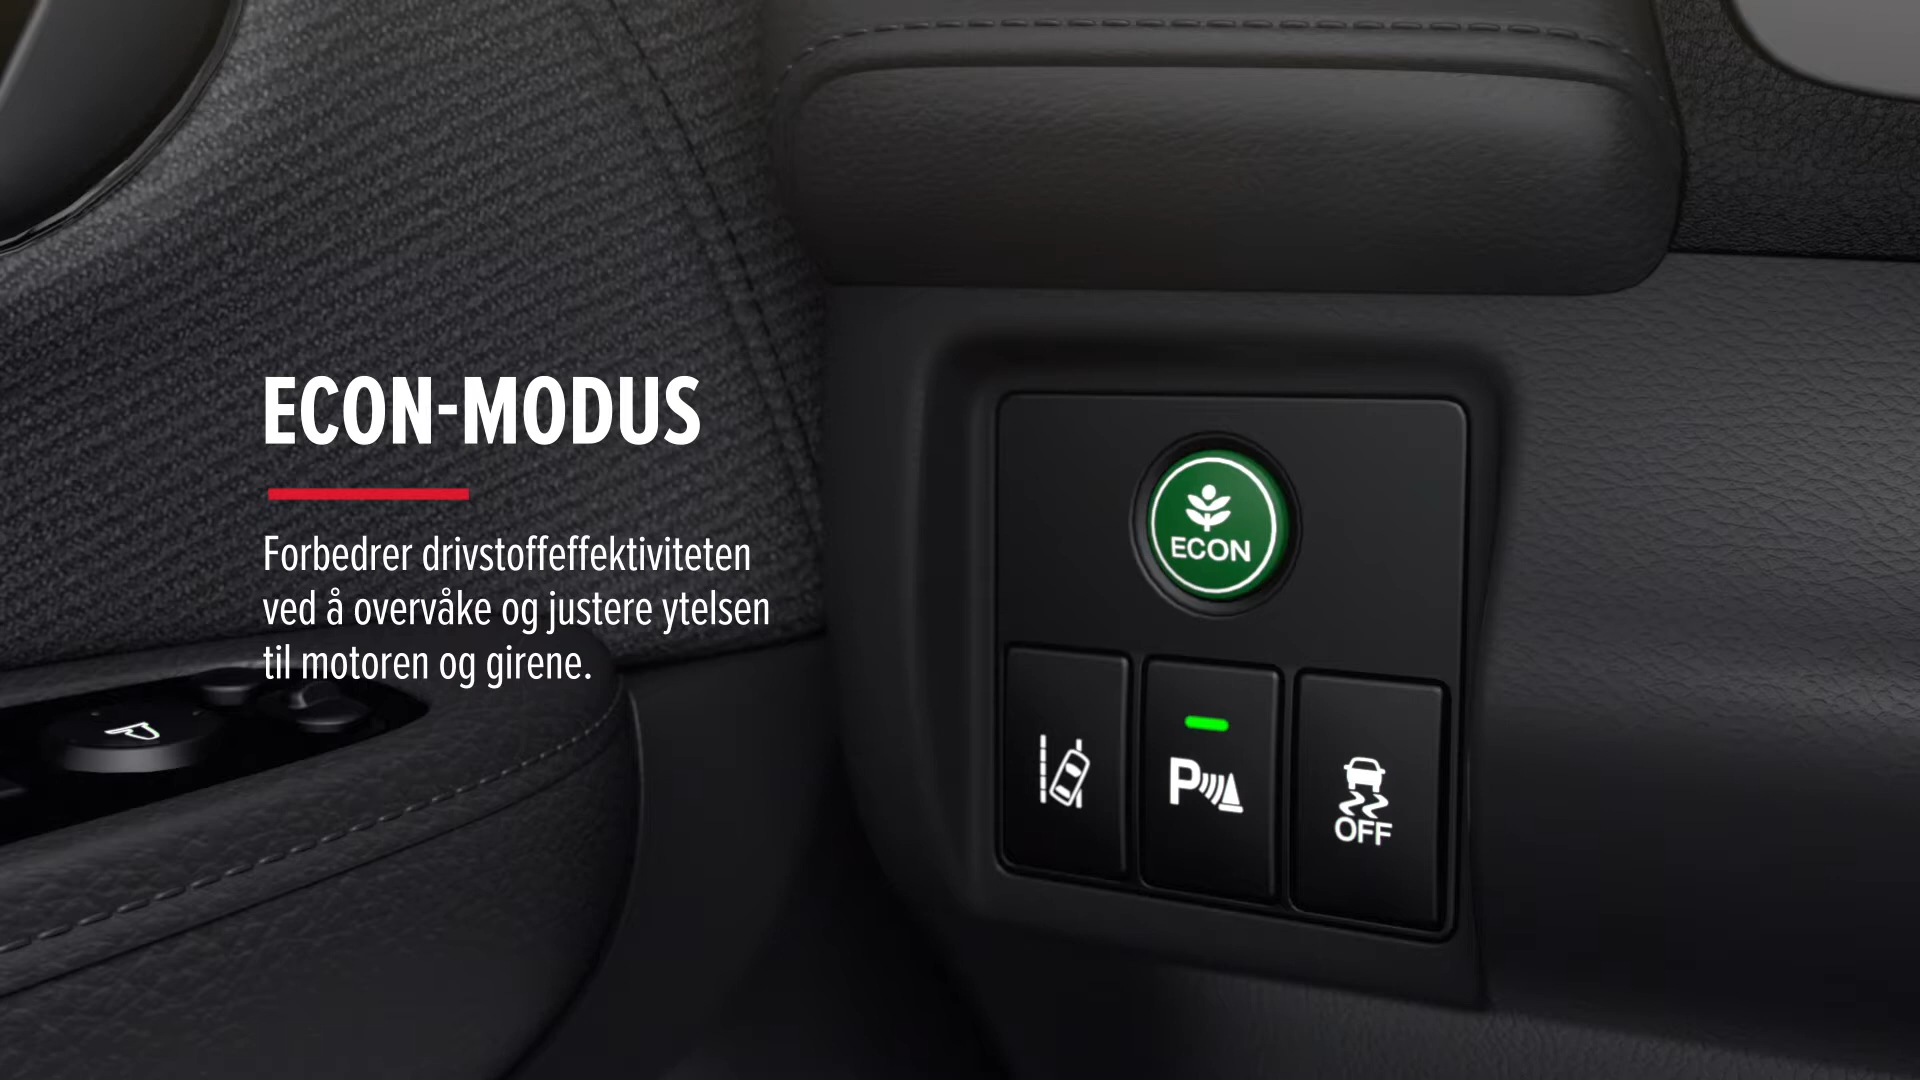 ECON-MODUS
Forbedrer drivstoffeffektiviteten
ved å overvåke og justere ytelsen
til motoren og girene.
ECON
P
OFF